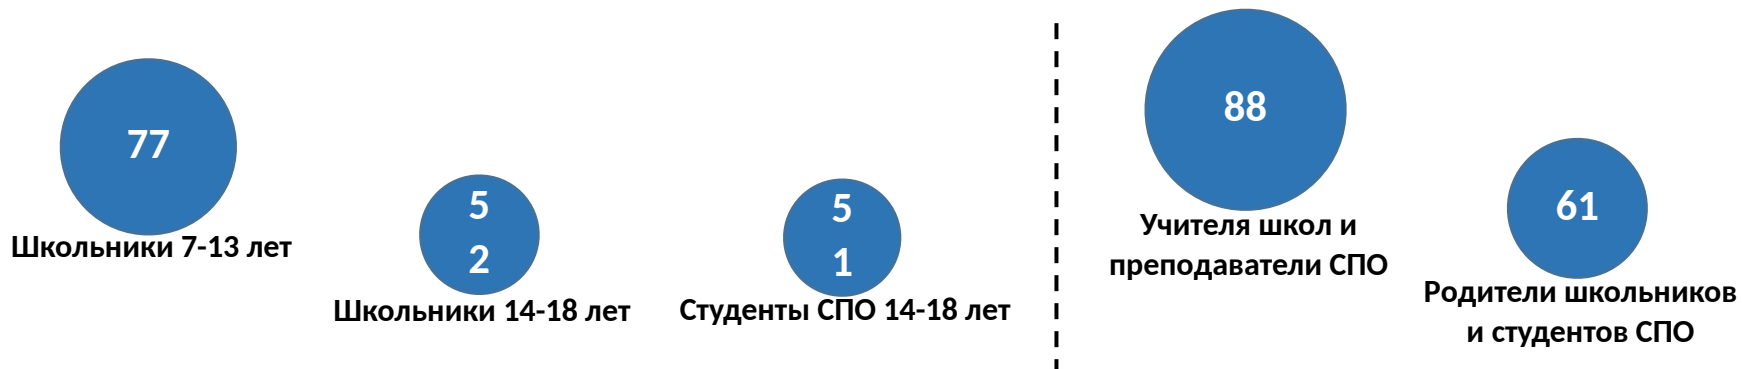 77
Школьники 7-13 лет
5
2
Школьники 14-18 лет
5
1
Студенты СПО 14-18 лет
88
Учителя школ и
преподаватели СПО
61
Родители школьников
и студентов СПО